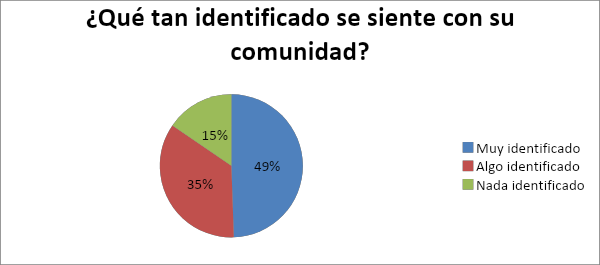 ¿Qué tan identificado se siente con su
comunidad?
15%
49%
35%
Muy identificado
Algo identificado
Nada identificado